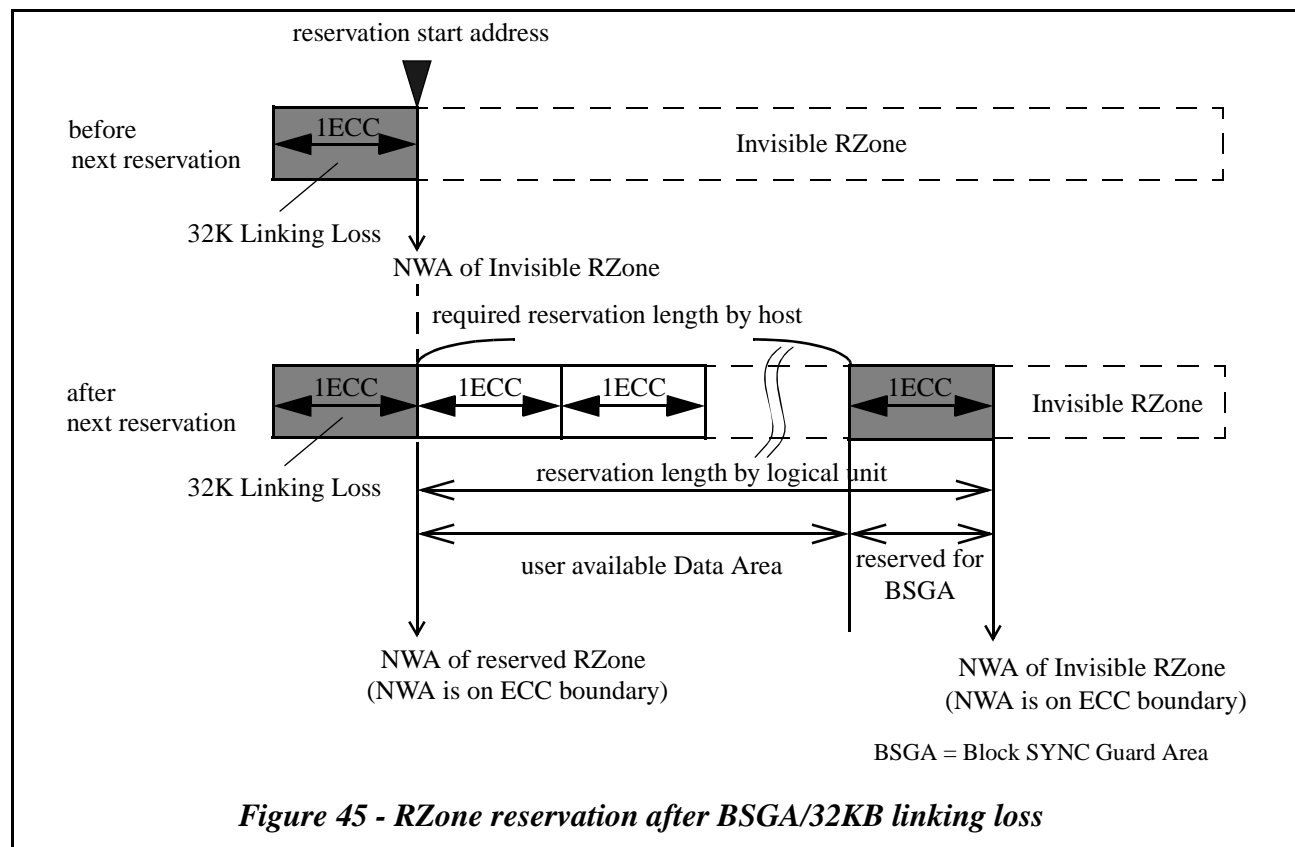 reservation start address
before
next reservation
1ECC
Invisible RZone
32K Linking Loss
NWA of Invisible RZone
required reservation length by host
after
next reservation
1ECC
1ECC
1ECC
1ECC
Invisible RZone
32K Linking Loss
reservation length by logical unit
user available Data Area
reserved for
BSGA
NWA of reserved RZone
(NWA is on ECC boundary)
NWA of Invisible RZone
(NWA is on ECC boundary)
BSGA = Block SYNC Guard Area
Figure 45 - RZone reservation after BSGA/32KB linking loss